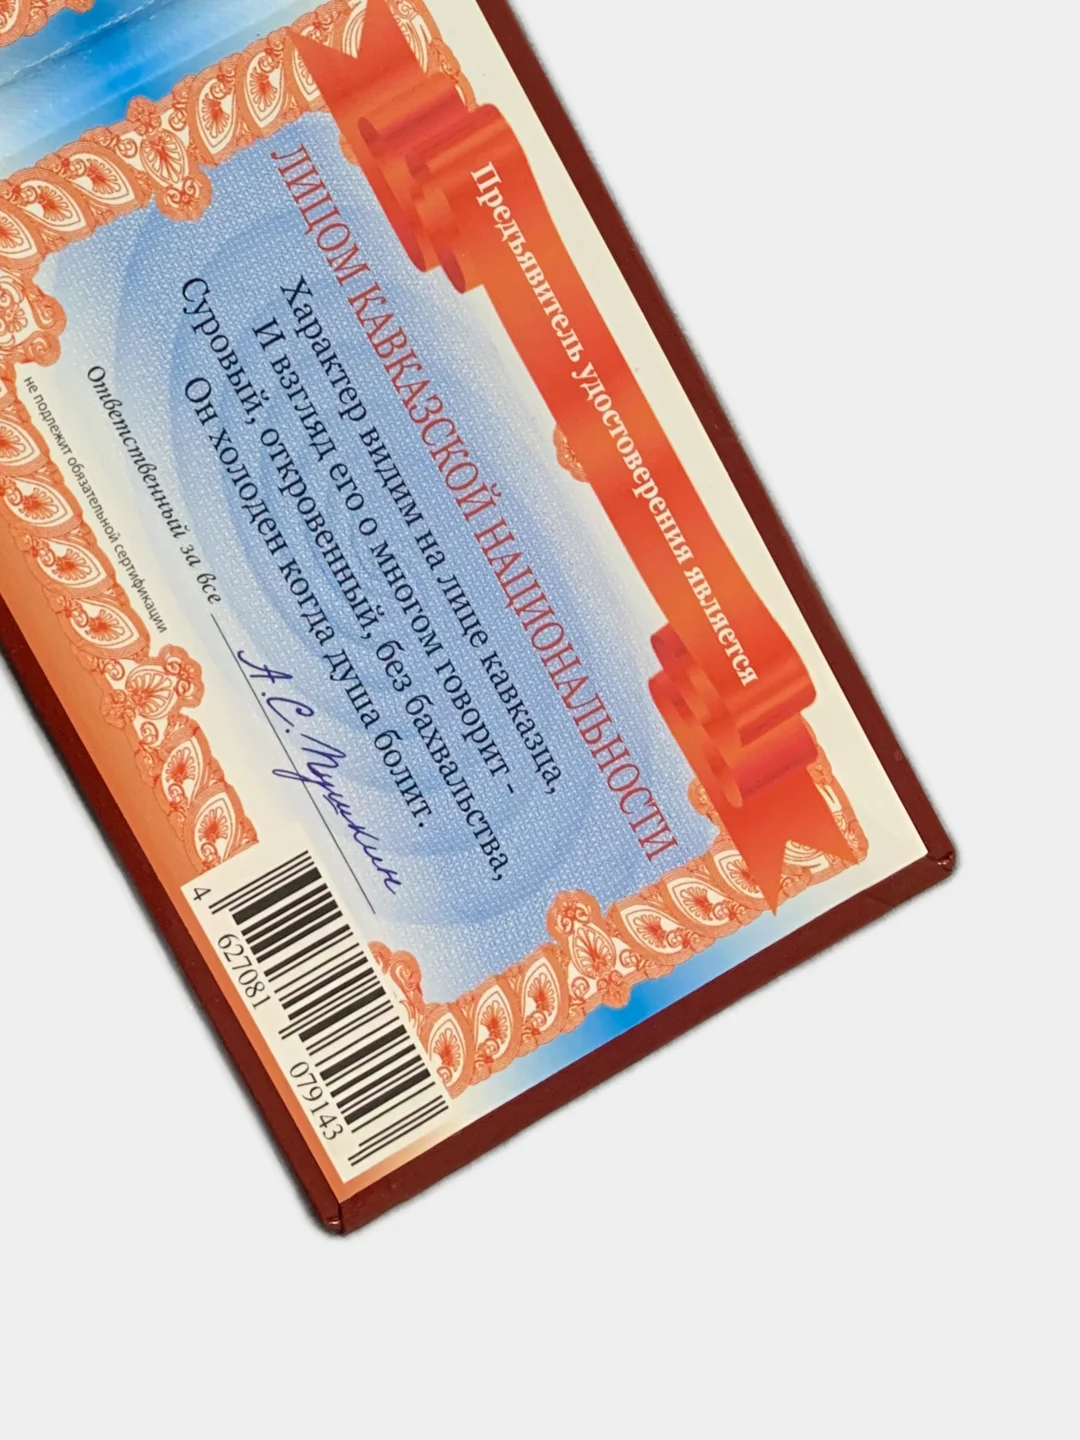 Предъявитель удостоверения является
ЛИЦОМ КАВКАЗСКОЙ НАЦИОНАЛЬНОСТИ
Характер видим на лице кавказца,
И взгляд его о многом говорит -
Суровый, откровенный, без бахвальства,
Он холоден когда душа болит.
Ответственный за все А.С. Пушкин
не подлежит обязательной сертификации
4 627081 079143